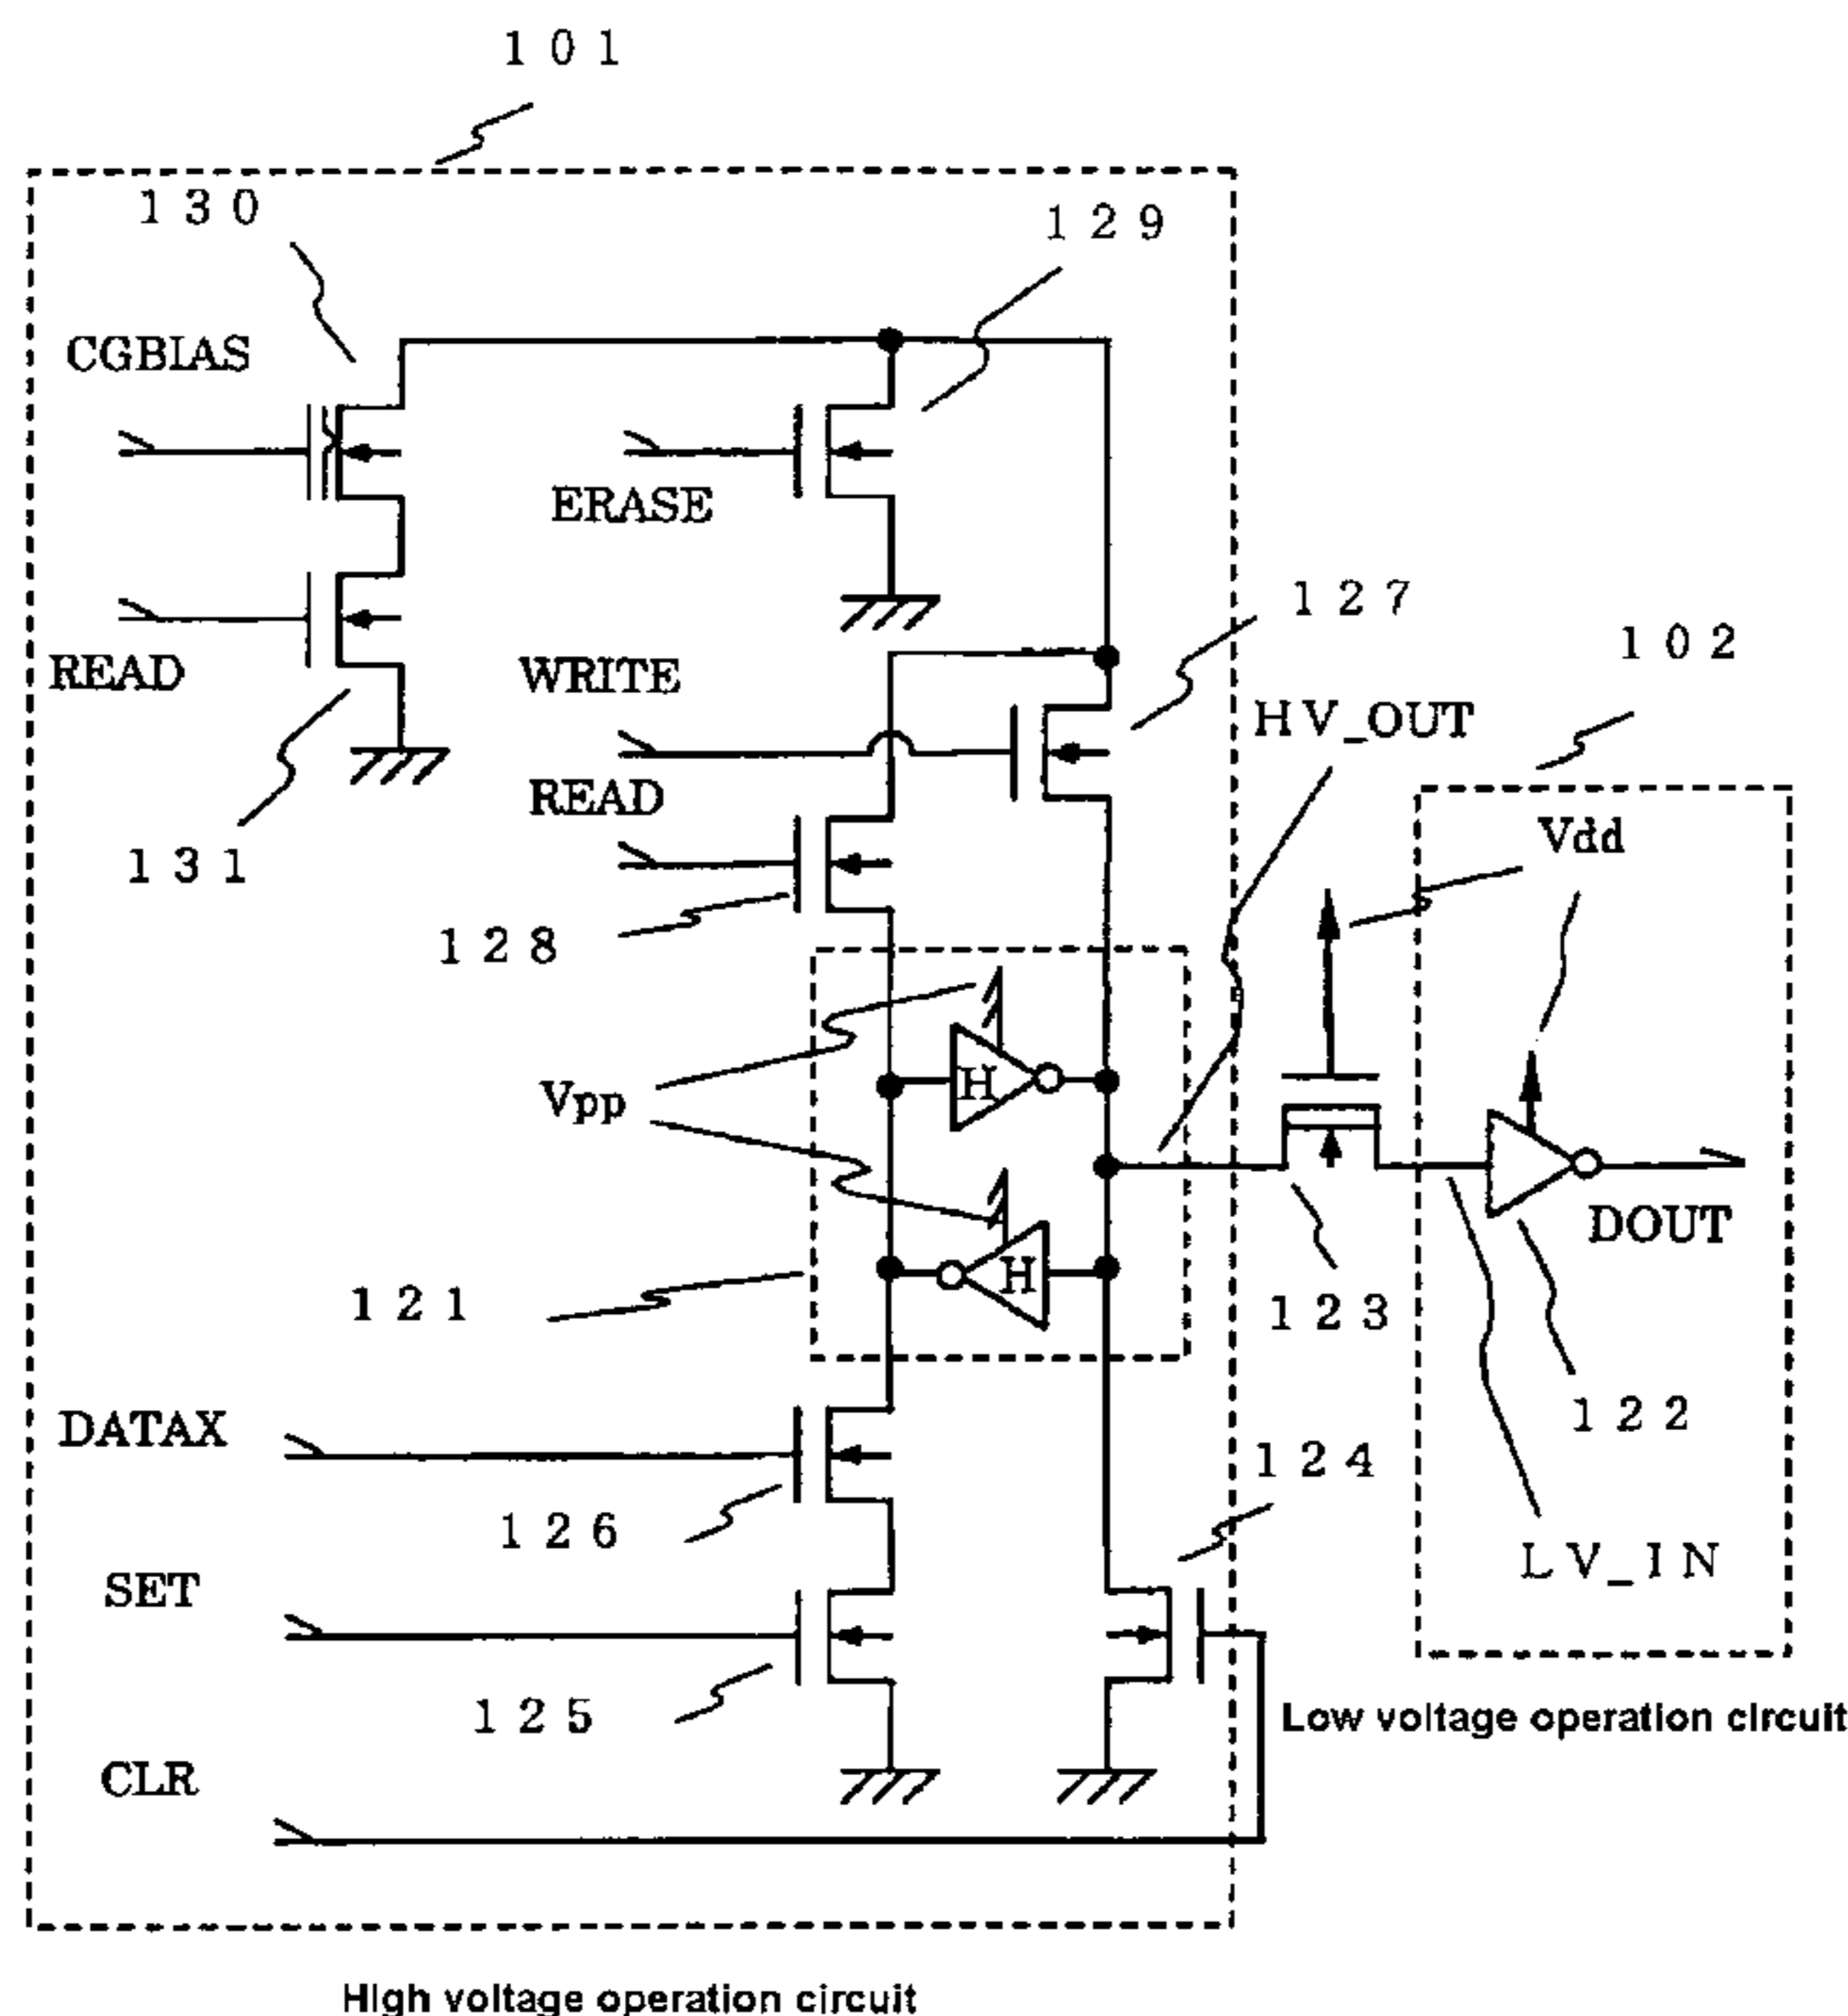 101
130
129
CGBIAS
ERASE
127
102
READ
WRITE
HV_OUT
READ
Vdd
131
128
H
Vpp
DOUT
H
121
123
122
DATAX
124
126
LV_IN
SET
125
Low voltage operation circuit
CLR
High voltage operation circuit